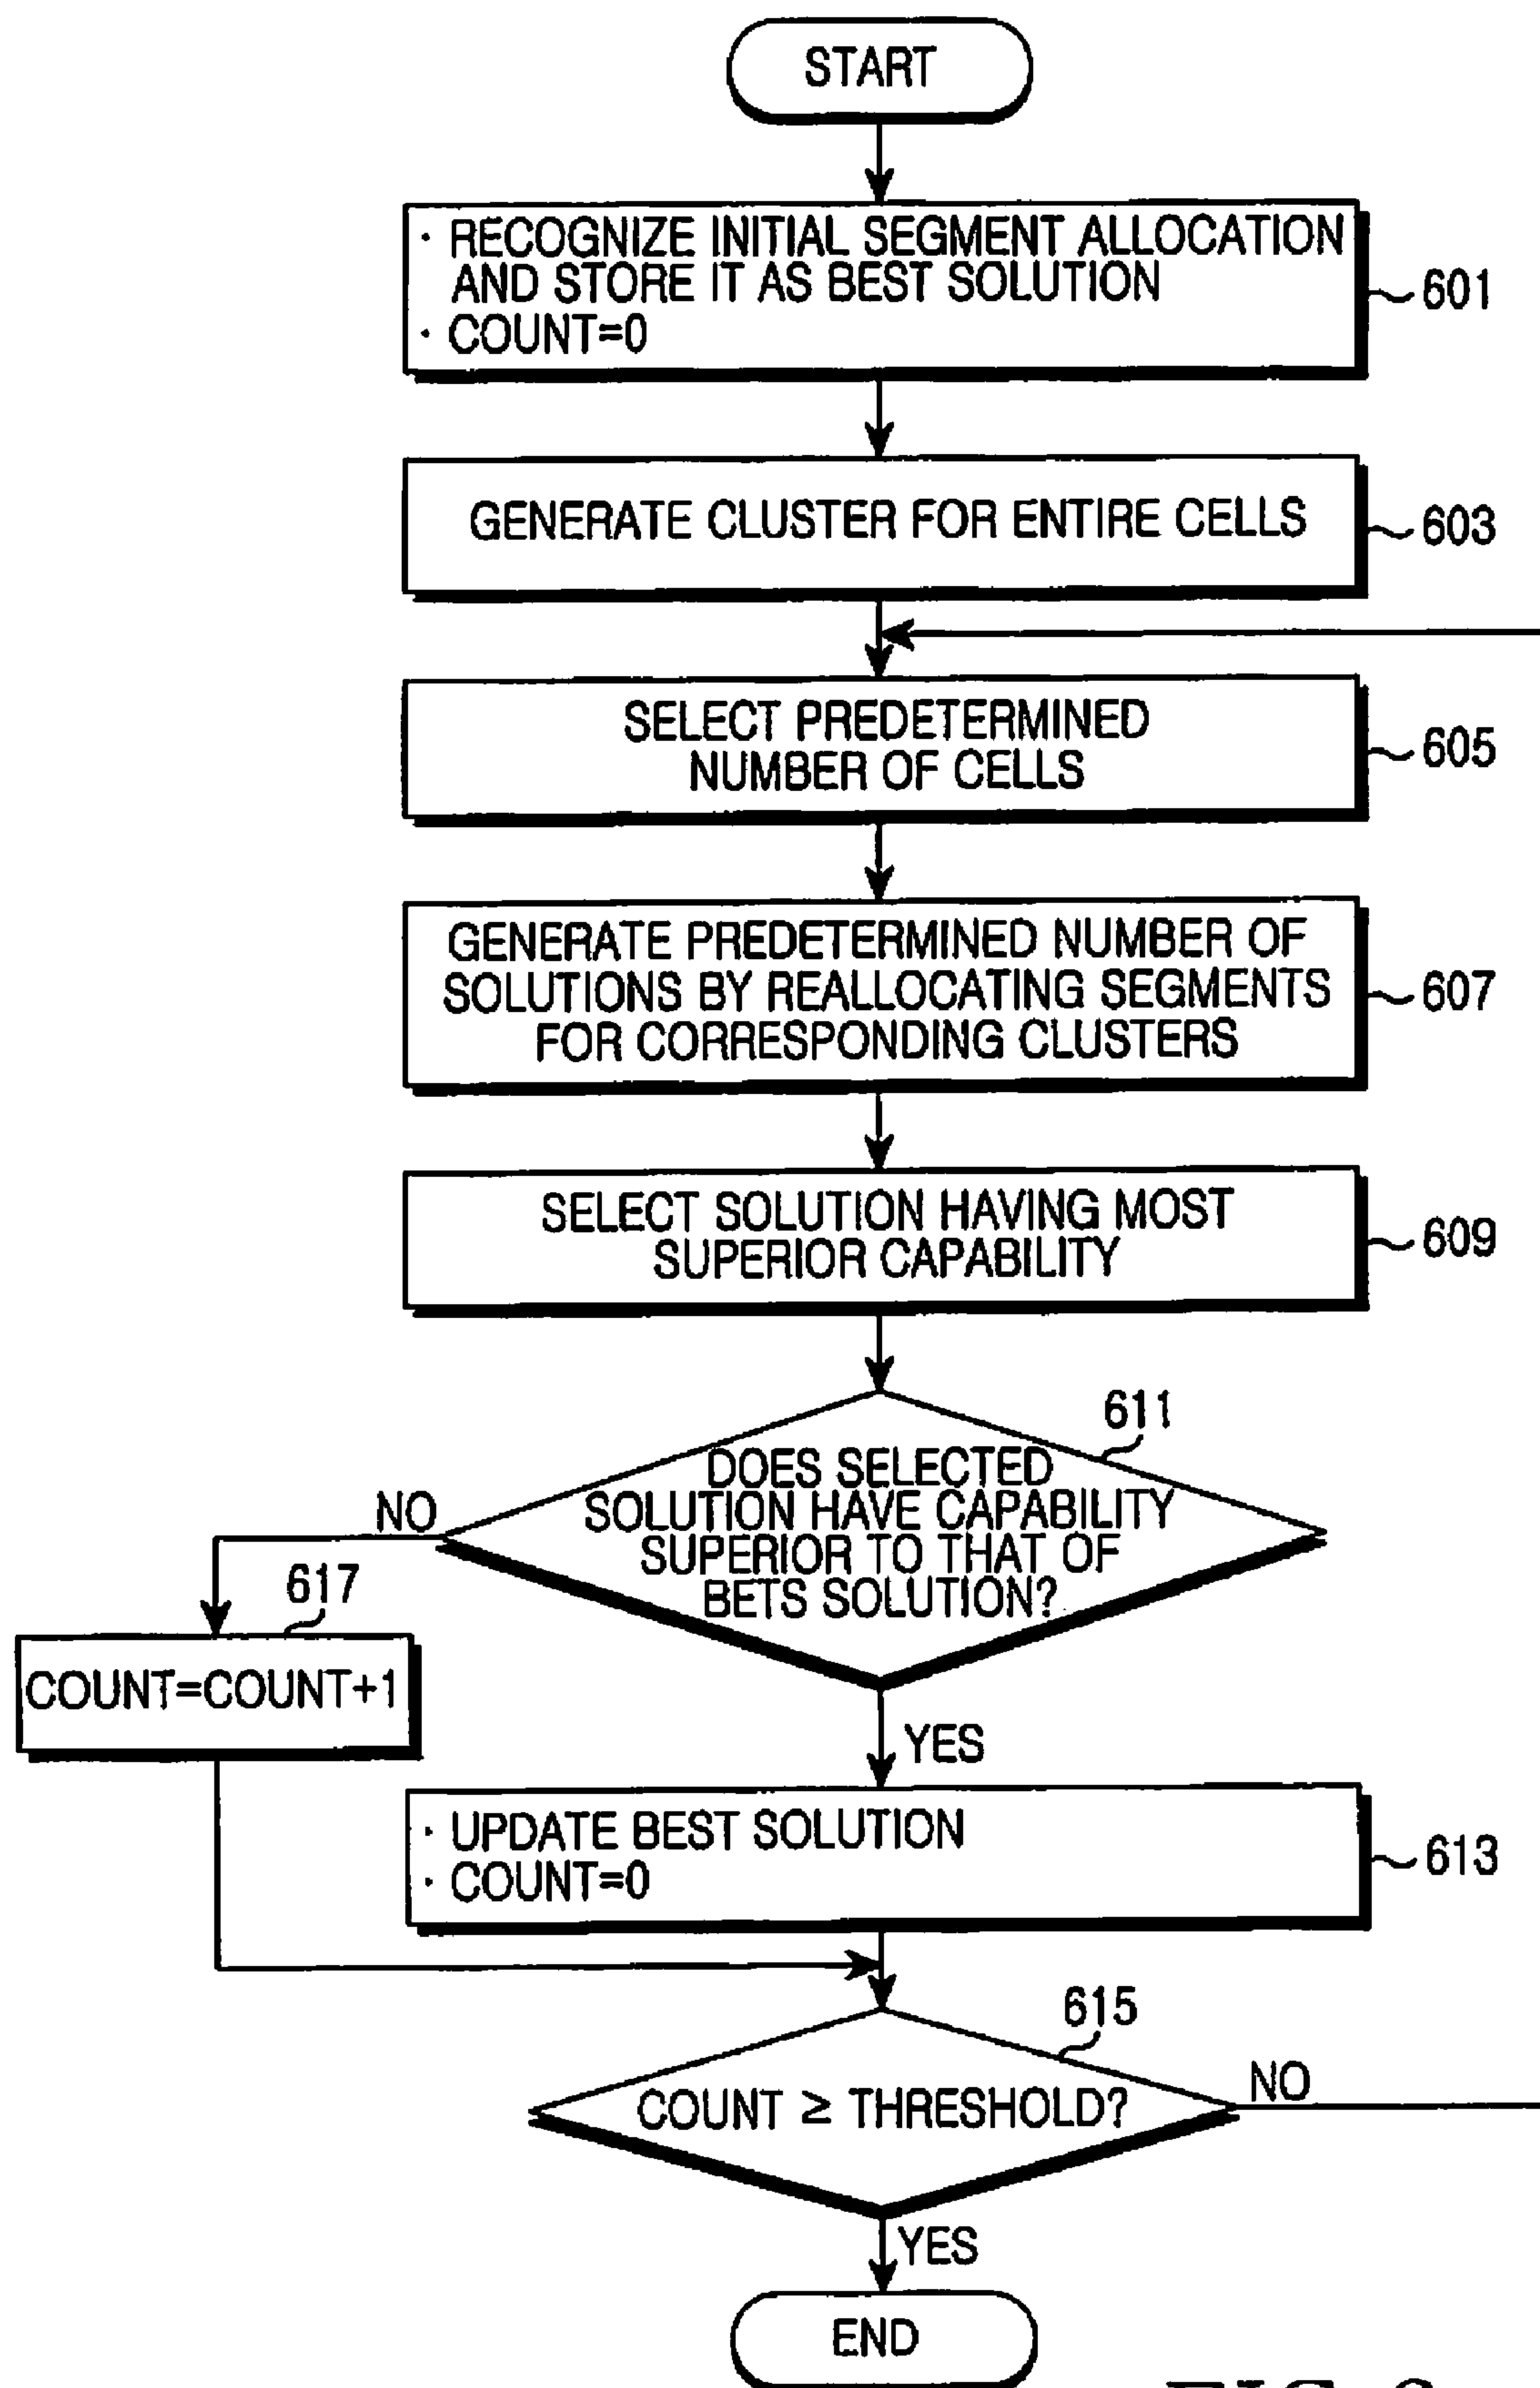 START
· RECOGNIZE INITIAL SEGMENT ALLOCATION
AND STORE IT AS BEST SOLUTION
· COUNT=0
601
GENERATE CLUSTER FOR ENTIRE CELLS
603
SELECT PREDETERMINED
NUMBER OF CELLS
605
GENERATE PREDETERMINED NUMBER OF
SOLUTIONS BY REALLOCATING SEGMENTS
FOR CORRESPONDING CLUSTERS
607
SELECT SOLUTION HAVING MOST
SUPERIOR CAPABILITY
609
611
DOES SELECTED
SOLUTION HAVE CAPABILITY
SUPERIOR TO THAT OF
BETS SOLUTION?
NO
617
COUNT=COUNT+1
YES
· UPDATE BEST SOLUTION
· COUNT=0
613
615
COUNT ≥ THRESHOLD?
NO
YES
END